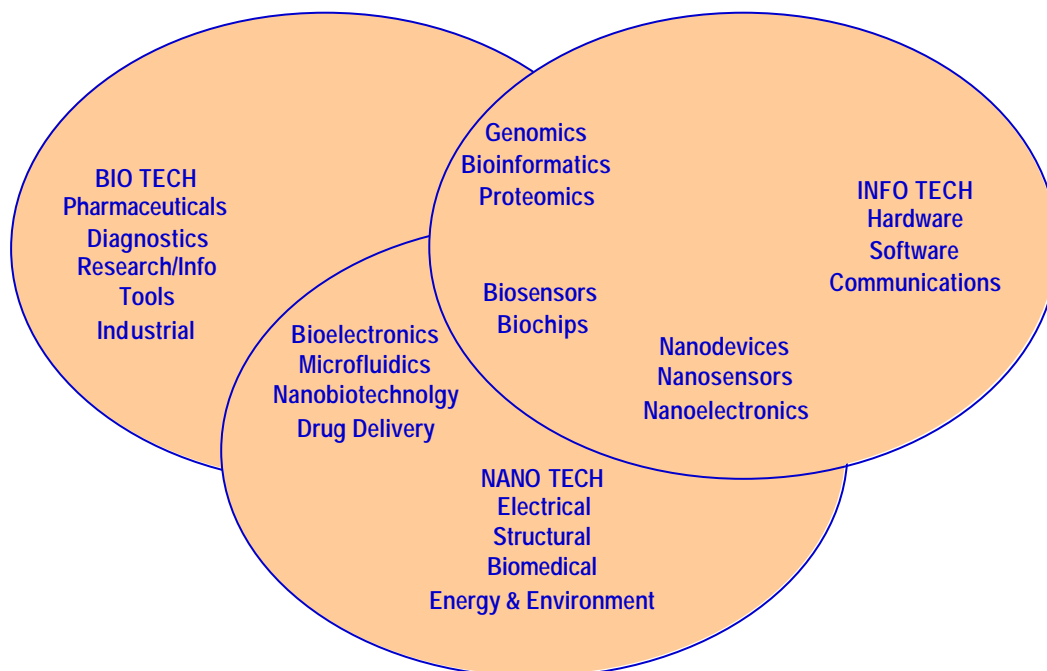 BIO TECH
Pharmaceuticals
Diagnostics
Research/Info
Tools
Industrial
Genomics
Bioinformatics
Proteomics
INFO TECH
Hardware
Software
Communications
Biosensors
Biochips
Bioelectronics
Microfluidics
Nanobiotechnolgy
Drug Delivery
Nanodevices
Nanosensors
Nanoelectronics
NANO TECH
Electrical
Structural
Biomedical
Energy & Environment